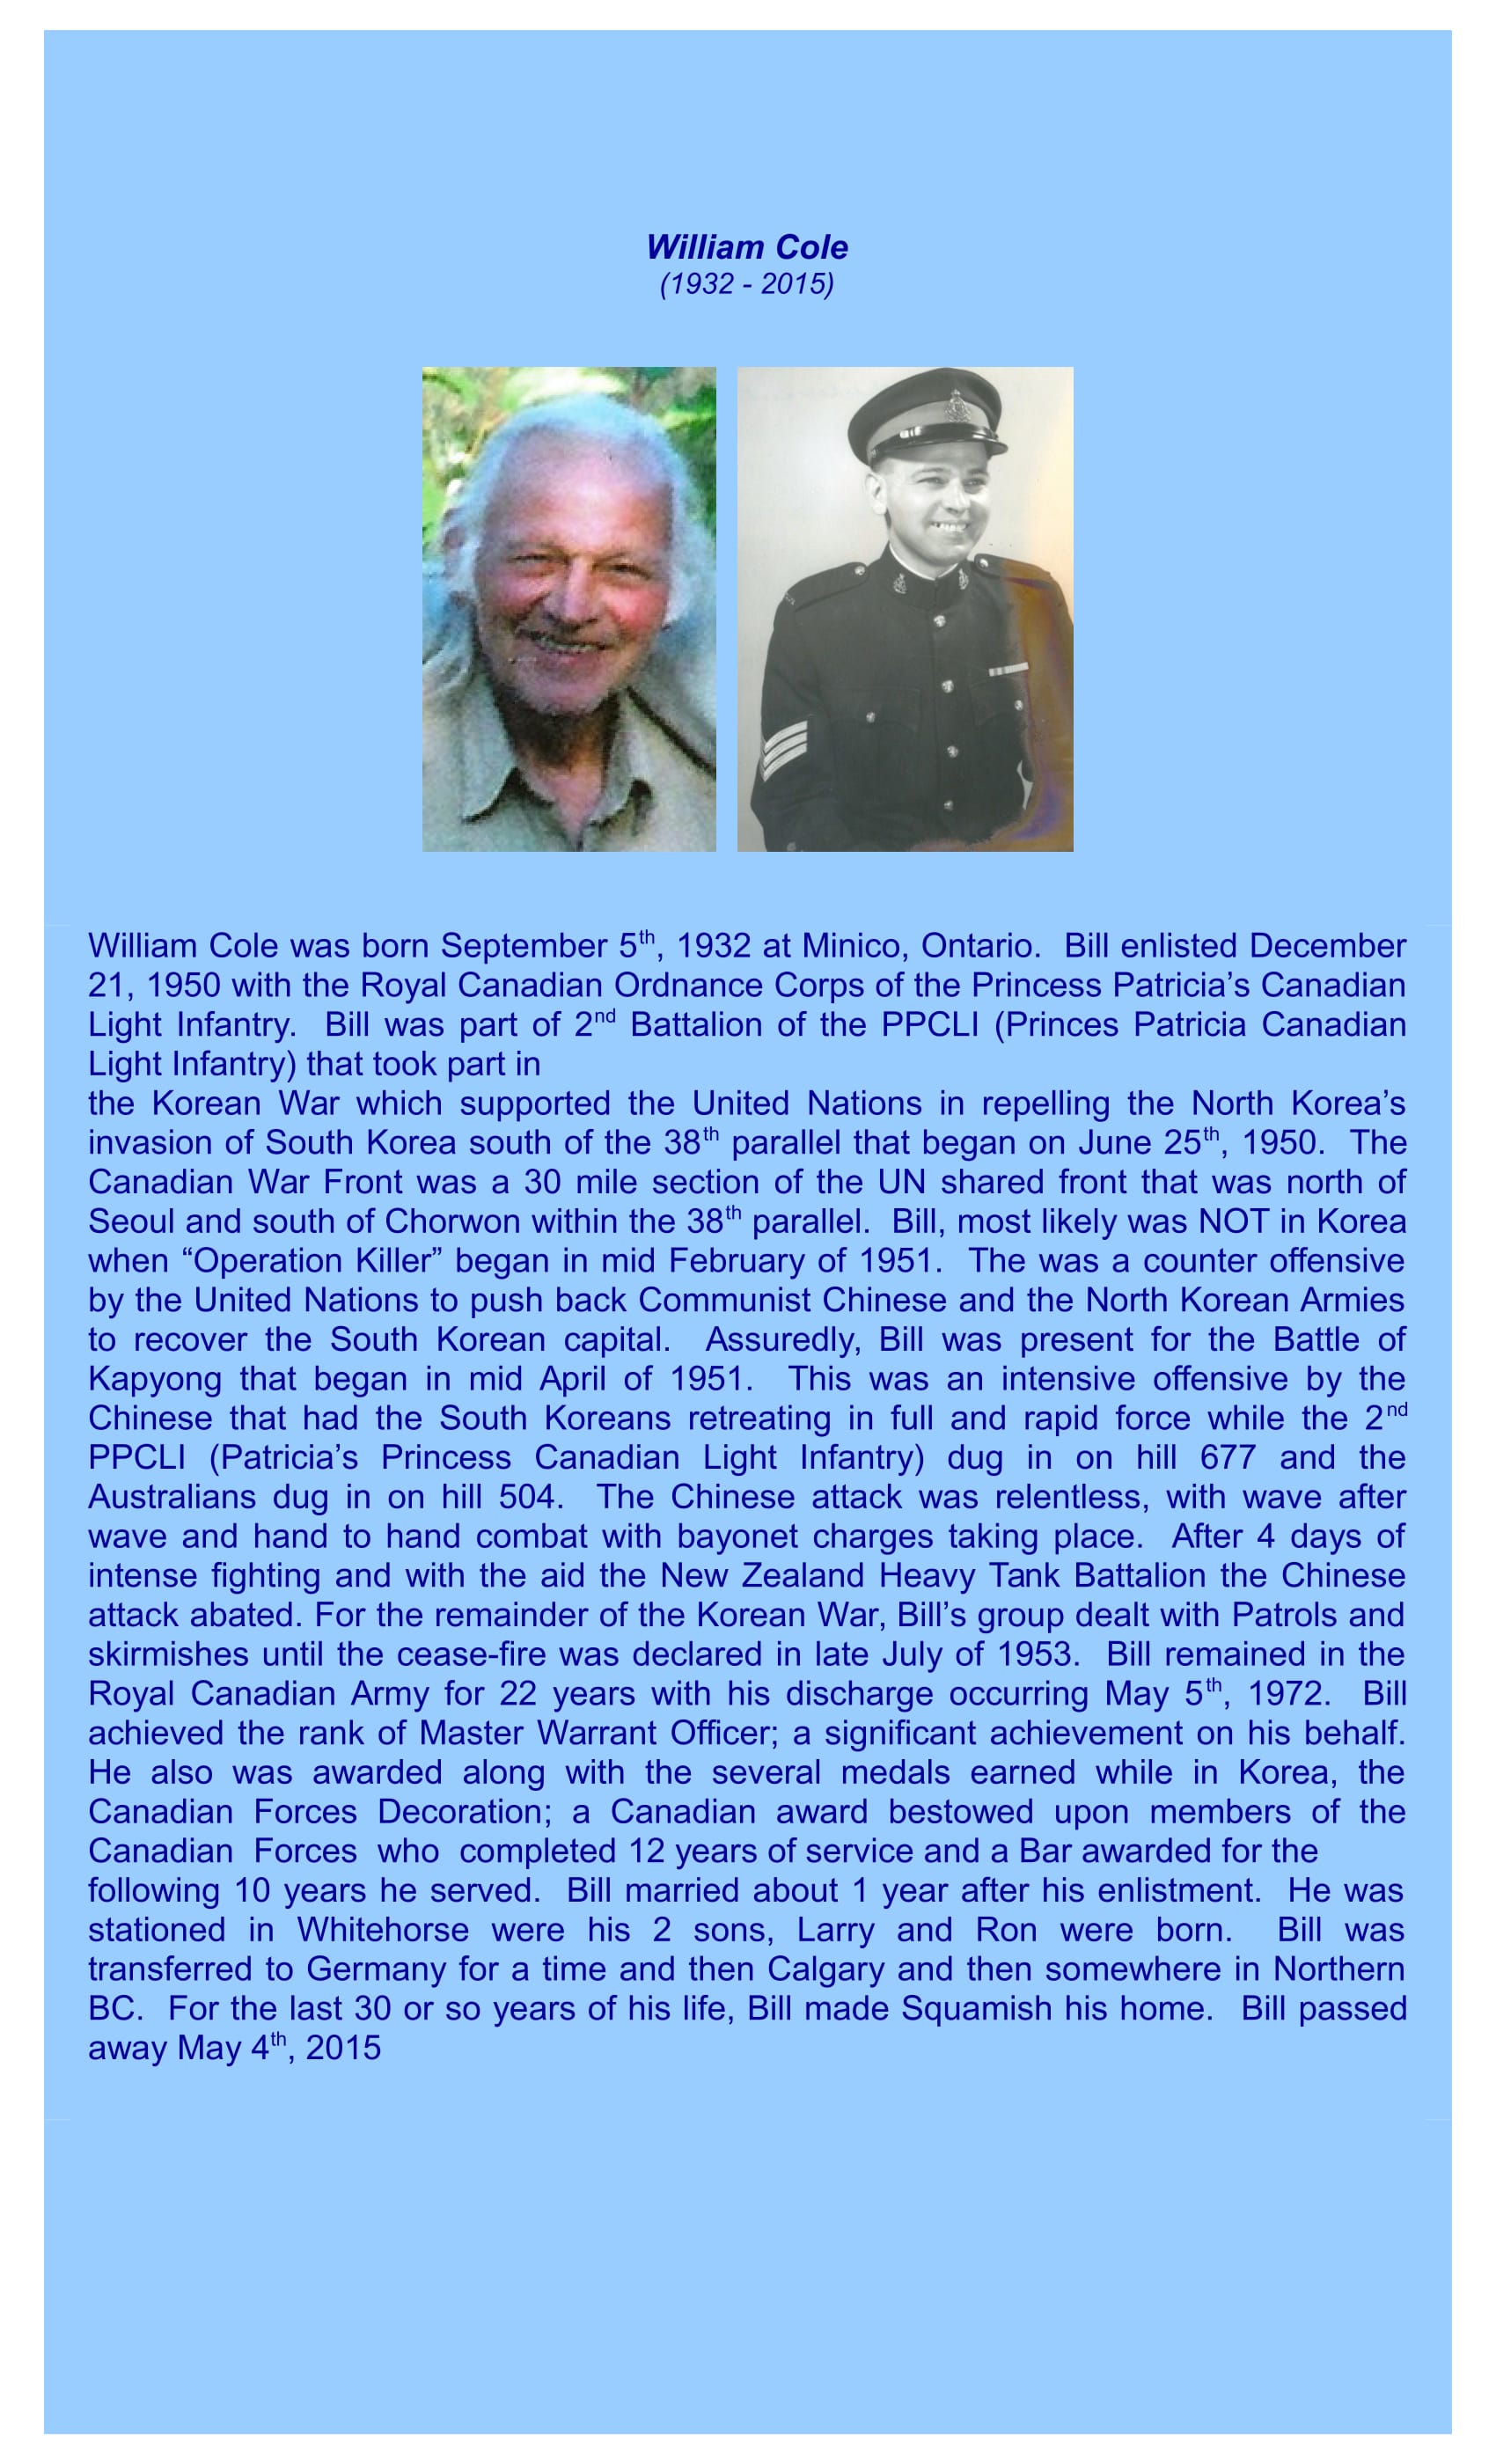 William Cole
(1932 - 2015)
William Cole was born September 5th, 1932 at Minico, Ontario. Bill enlisted December
21, 1950 with the Royal Canadian Ordnance Corps of the Princess Patricia’s Canadian
Light Infantry. Bill was part of 2nd Battalion of the PPCLI (Princes Patricia Canadian
Light Infantry) that took part in
the Korean War which supported the United Nations in repelling the North Korea’s
invasion of South Korea south of the 38th parallel that began on June 25th, 1950. The
Canadian War Front was a 30 mile section of the UN shared front that was north of
Seoul and south of Chorwon within the 38th parallel. Bill, most likely was NOT in Korea
when “Operation Killer” began in mid February of 1951. The was a counter offensive
by the United Nations to push back Communist Chinese and the North Korean Armies
to recover the South Korean capital. Assuredly, Bill was present for the Battle of
Kapyong that began in mid April of 1951. This was an intensive offensive by the
Chinese that had the South Koreans retreating in full and rapid force while the 2nd
PPCLI (Patricia’s Princess Canadian Light Infantry) dug in on hill 677 and the
Australians dug in on hill 504. The Chinese attack was relentless, with wave after
wave and hand to hand combat with bayonet charges taking place. After 4 days of
intense fighting and with the aid the New Zealand Heavy Tank Battalion the Chinese
attack abated. For the remainder of the Korean War, Bill’s group dealt with Patrols and
skirmishes until the cease-fire was declared in late July of 1953. Bill remained in the
Royal Canadian Army for 22 years with his discharge occurring May 5th, 1972. Bill
achieved the rank of Master Warrant Officer; a significant achievement on his behalf.
He also was awarded along with the several medals earned while in Korea, the
Canadian Forces Decoration; a Canadian award bestowed upon members of the
Canadian Forces who completed 12 years of service and a Bar awarded for the
following 10 years he served. Bill married about 1 year after his enlistment. He was
stationed in Whitehorse were his 2 sons, Larry and Ron were born. Bill was
transferred to Germany for a time and then Calgary and then somewhere in Northern
BC. For the last 30 or so years of his life, Bill made Squamish his home. Bill passed
away May 4th, 2015